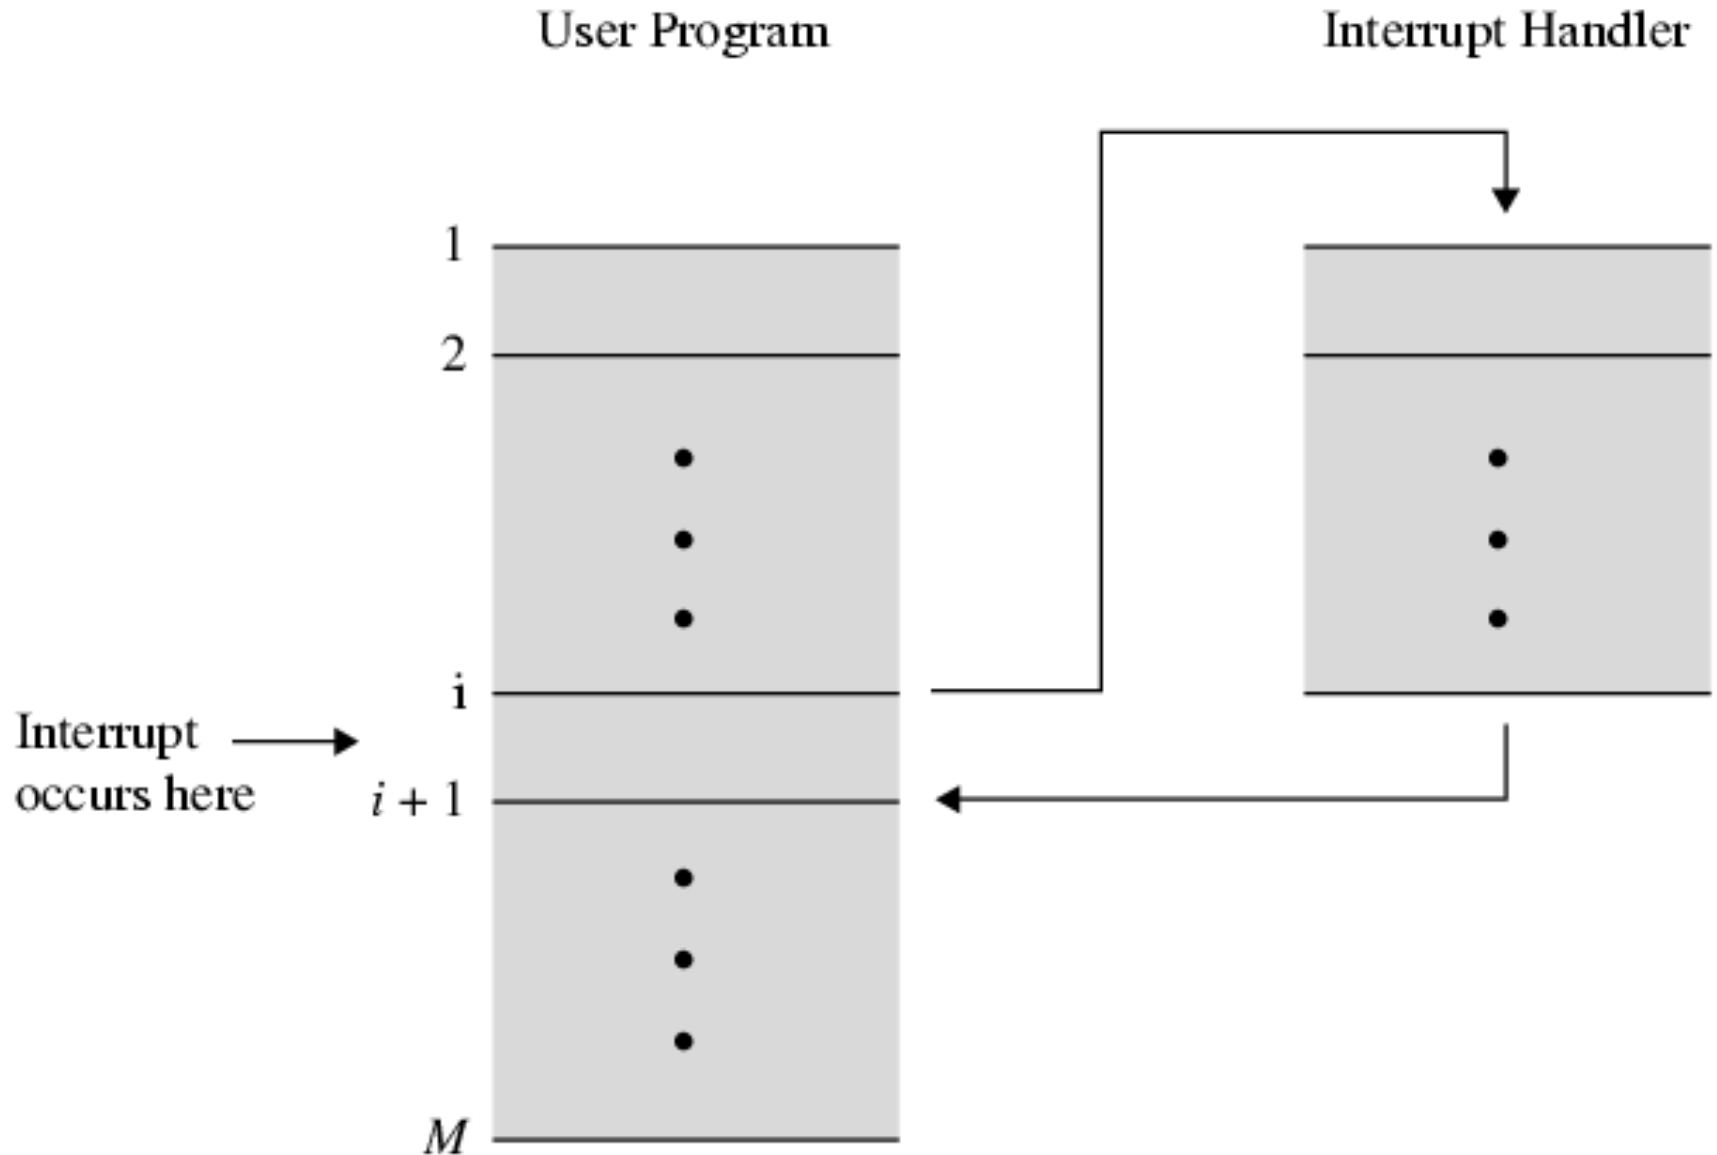 User Program
Interrupt Handler
1
2
i
Interrupt
occurs here
i + 1
M